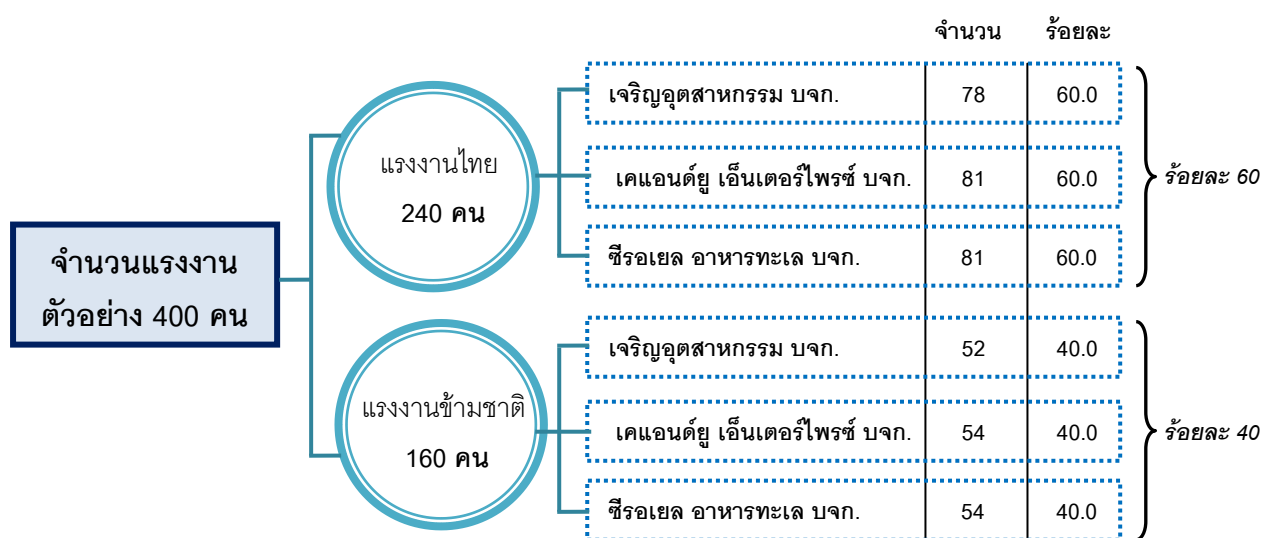 จำนวน ร้อยละ
เจริญอุตสาหกรรม บจก. 78 60.0
แรงงานไทย
240 คน
เคแอนด์ยู เอ็นเตอร์ไพรซ์ บจก. 81 60.0
ร้อยละ 60
ซีรอเยล อาหารทะเล บจก. 81 60.0
จำนวนแรงงาน
ตัวอย่าง 400 คน
เจริญอุตสาหกรรม บจก. 52 40.0
แรงงานข้ามชาติ
160 คน
เคแอนด์ยู เอ็นเตอร์ไพรซ์ บจก. 54 40.0
ร้อยละ 40
ซีรอเยล อาหารทะเล บจก. 54 40.0